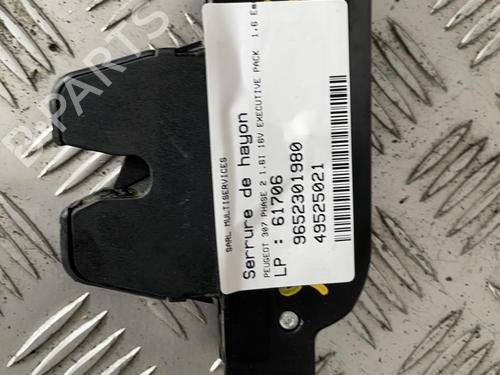 SARL MULTISERVICES
Serrure de hayon
PEUGEOT 307 PHASE 2 1.6I 16V EXECUTIVE PACK 1.6 Es
LP : 61706
9652301980
49525021
B-PARTS